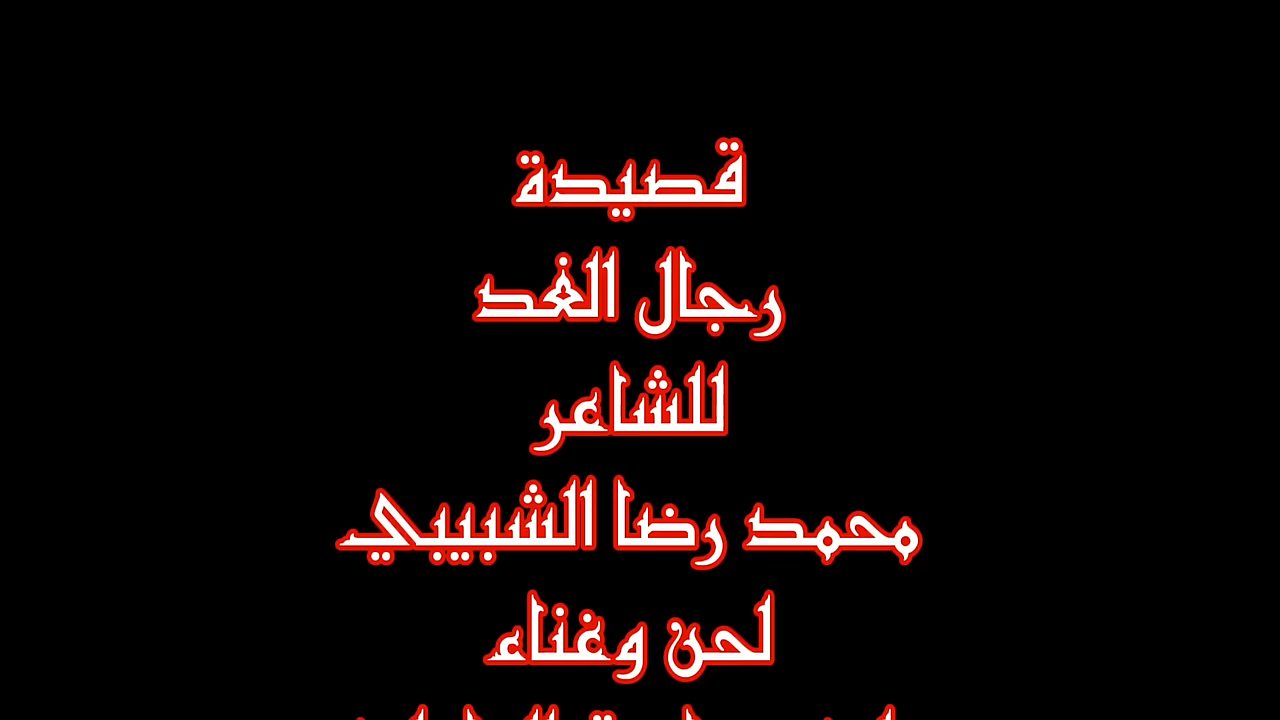 قصيدة
رجال الغد
للشاعر
محمد رضا الشبيبي
لحن وغناء